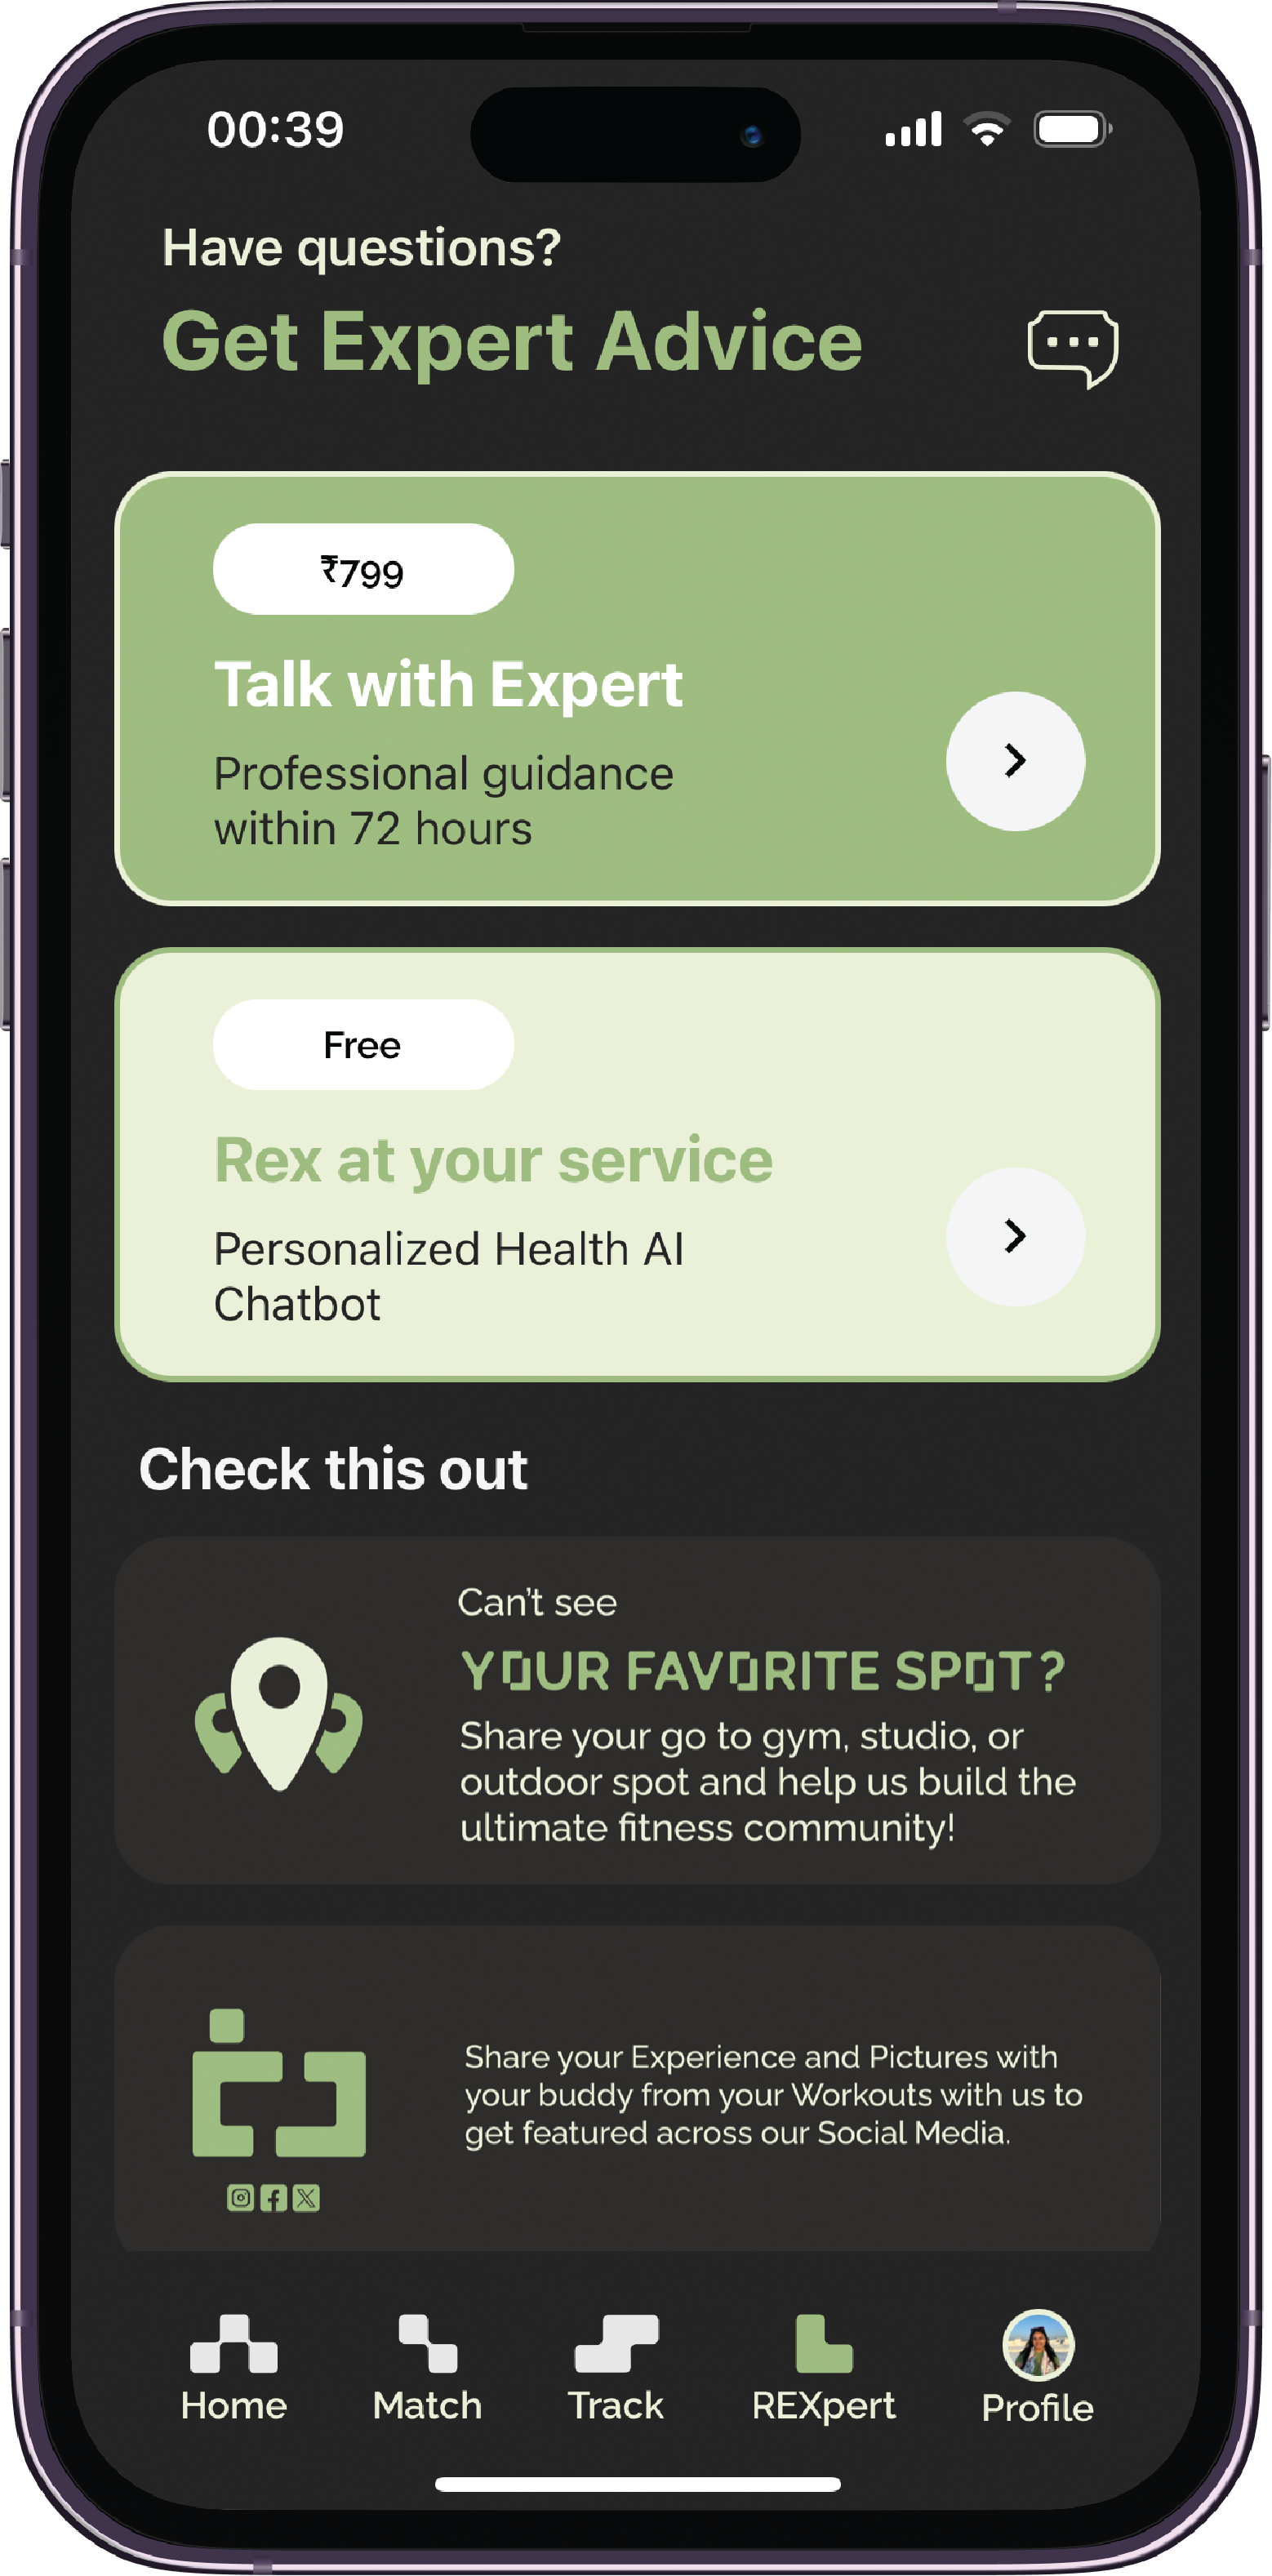 00:39
Have questions?
Get Expert Advice
₹799
Talk with Expert
Professional guidance
within 72 hours
Free
Rex at your service
Personalized Health AI
Chatbot
Check this out
Can't see
YOUR FAVORITE SPOT?
Share your go to gym, studio, or
outdoor spot and help us build the
ultimate fitness community!
Share your Experience and Pictures with
your buddy from your Workouts with us to
get featured across our Social Media.
Home Match Track REXpert Profile